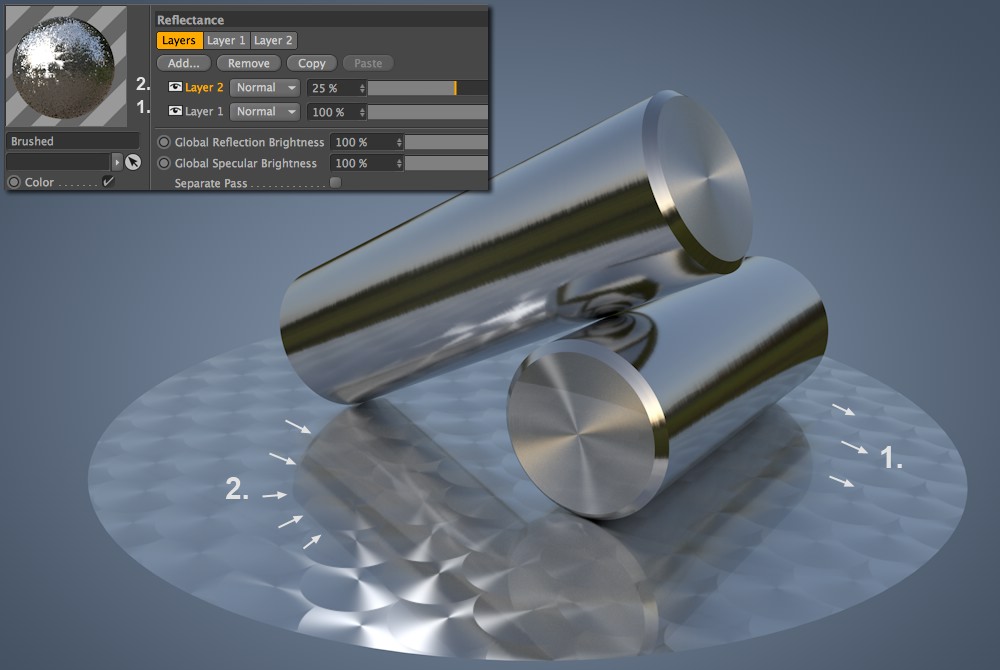 Reflectance
Layers Layer 1 Layer 2
Add... Remove Copy Paste
2. Layer 2 Normal 25 %
1. Layer 1 Normal 100 %
Brushed
Global Reflection Brightness 100 %
Global Specular Brightness 100 %
Color . . . . . . . Separate Pass . . . . . . . . . . . . .
1.
2.